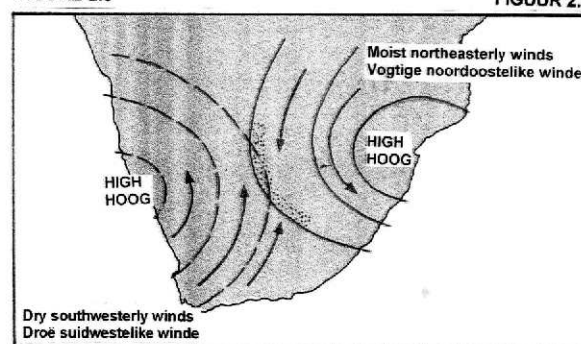 FIGUUR 2.
Moist northeasterly winds
Vogtige noordoostelike winde
HIGH
HOOG
HIGH
HOOG
Dry southwesterly winds
Droë suidwestelike winde